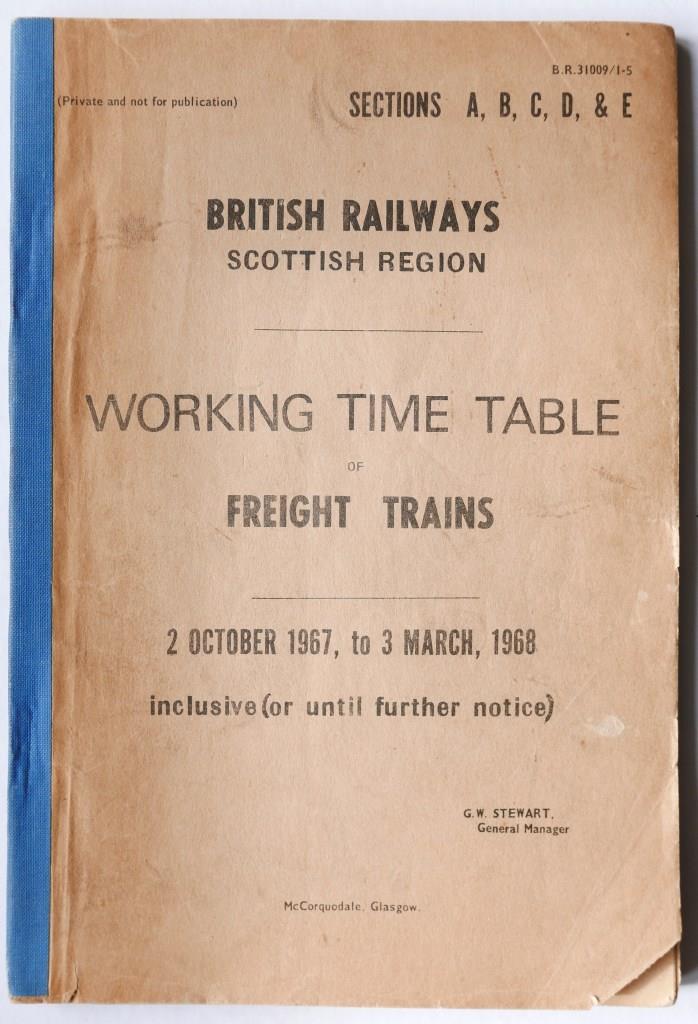 B.R.31009/1-5
(Private and not for publication)
SECTIONS A, B, C, D, & E
BRITISH RAILWAYS
SCOTTISH REGION
WORKING TIME TABLE
OF
FREIGHT TRAINS
2 OCTOBER 1967, to 3 MARCH, 1968
inclusive (or until further notice)
G.W. STEWART,
General Manager
McCorquodale, Glasgow.